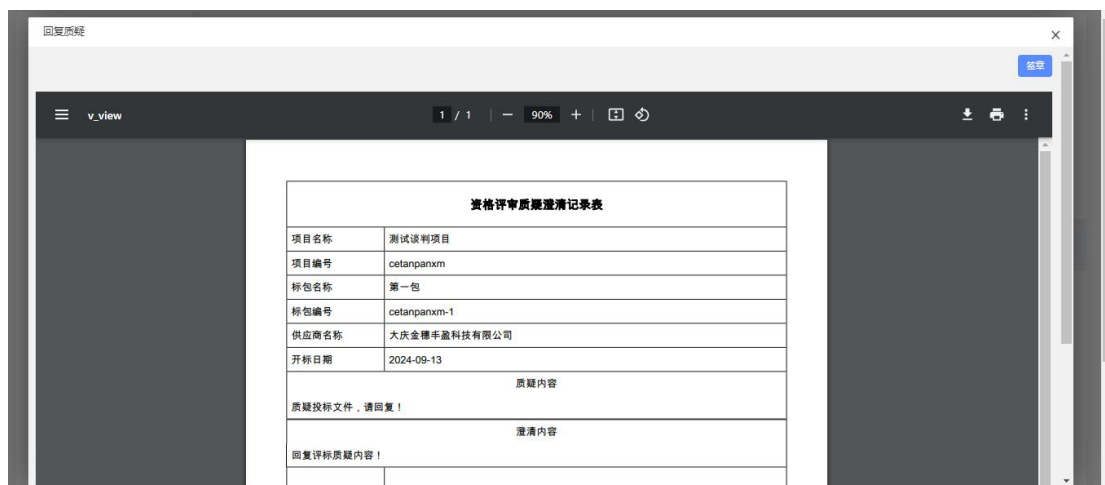 回复质疑
签章
v_view
1 / 1
90%
资格评审质疑澄清记录表
项目名称 测试谈判项目
项目编号 cetanpanxm
标包名称 第一包
标包编号 cetanpanxm-1
供应商名称 大庆金穗丰盈科技有限公司
开标日期 2024-09-13
质疑内容
质疑投标文件，请回复！
澄清内容
回复评标质疑内容！